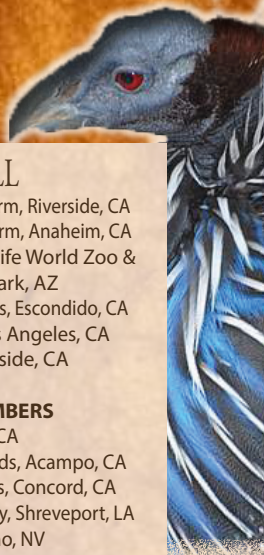 LL
rm, Riverside, CA
rm, Anaheim, CA
ife World Zoo &
ark, AZ
s, Escondido, CA
s Angeles, CA
side, CA
MBERS
CA
ds, Acampo, CA
s, Concord, CA
y, Shreveport, LA
no, NV